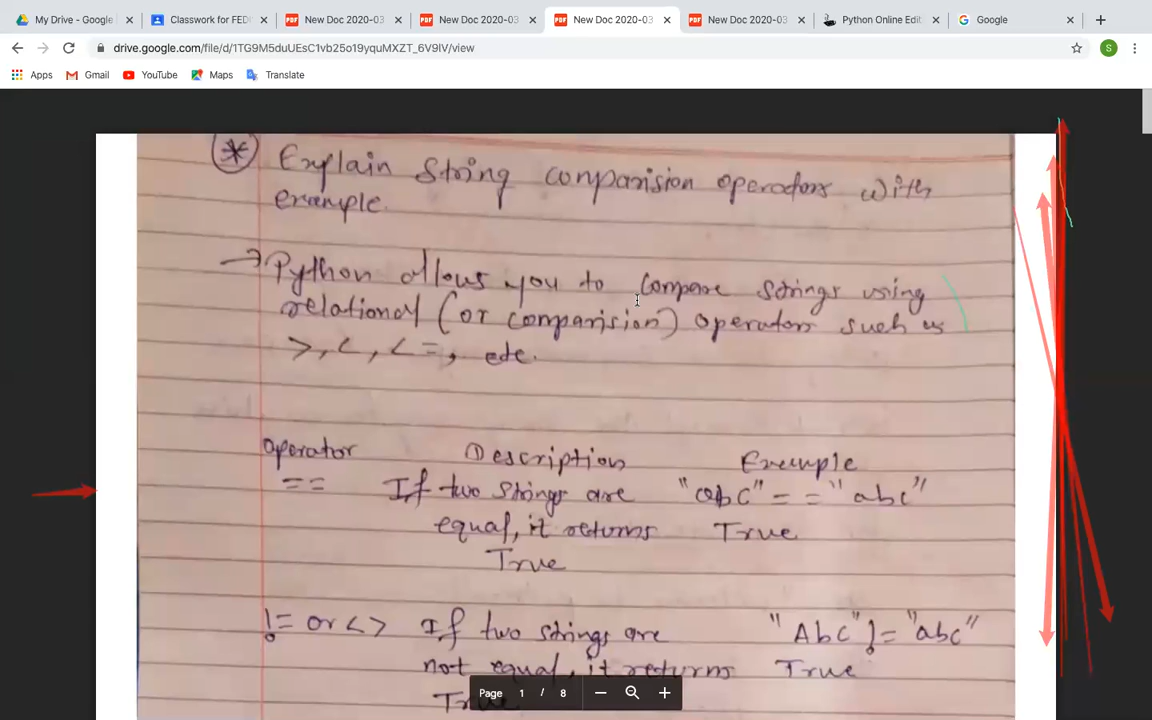 My Drive - Google
Classwork for FED
New Doc 2020-03
New Doc 2020-03
New Doc 2020-03
New Doc 2020-03
Python Online Edit
Google
drive.google.com/file/d/1TG9M5duUEsC1vb25o19yquMXZT_6V9lV/view
S
Apps
Gmail
YouTube
Maps
Translate
Explain String comparision operators with
example.
→ Python allows you to compare strings using
relational (or comparision) operators such as
>, <, <=, etc.
operator Description Example
== If two strings are "abc" == "abc"
equal, it returns True
True
!= or <> If two strings are "Abc" != "abc"
not equal, it returns True
True
Page 1 / 8